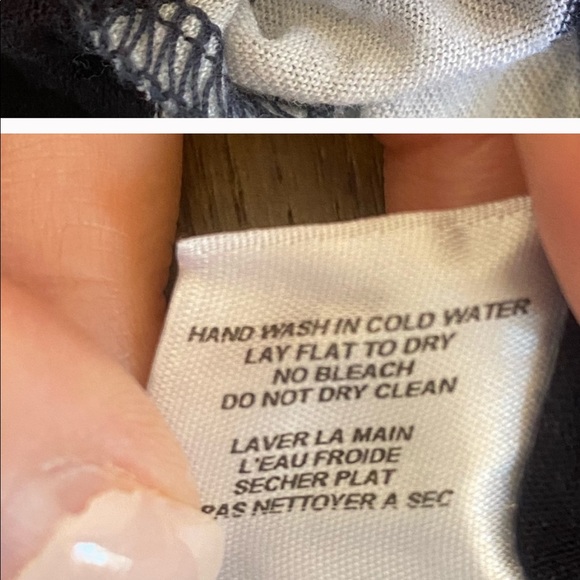 HAND WASH IN COLD WATER
LAY FLAT TO DRY
NO BLEACH
DO NOT DRY CLEAN
LAVER LA MAIN
L'EAU FROIDE
SECHER PLAT
PAS NETTOYER A SEC